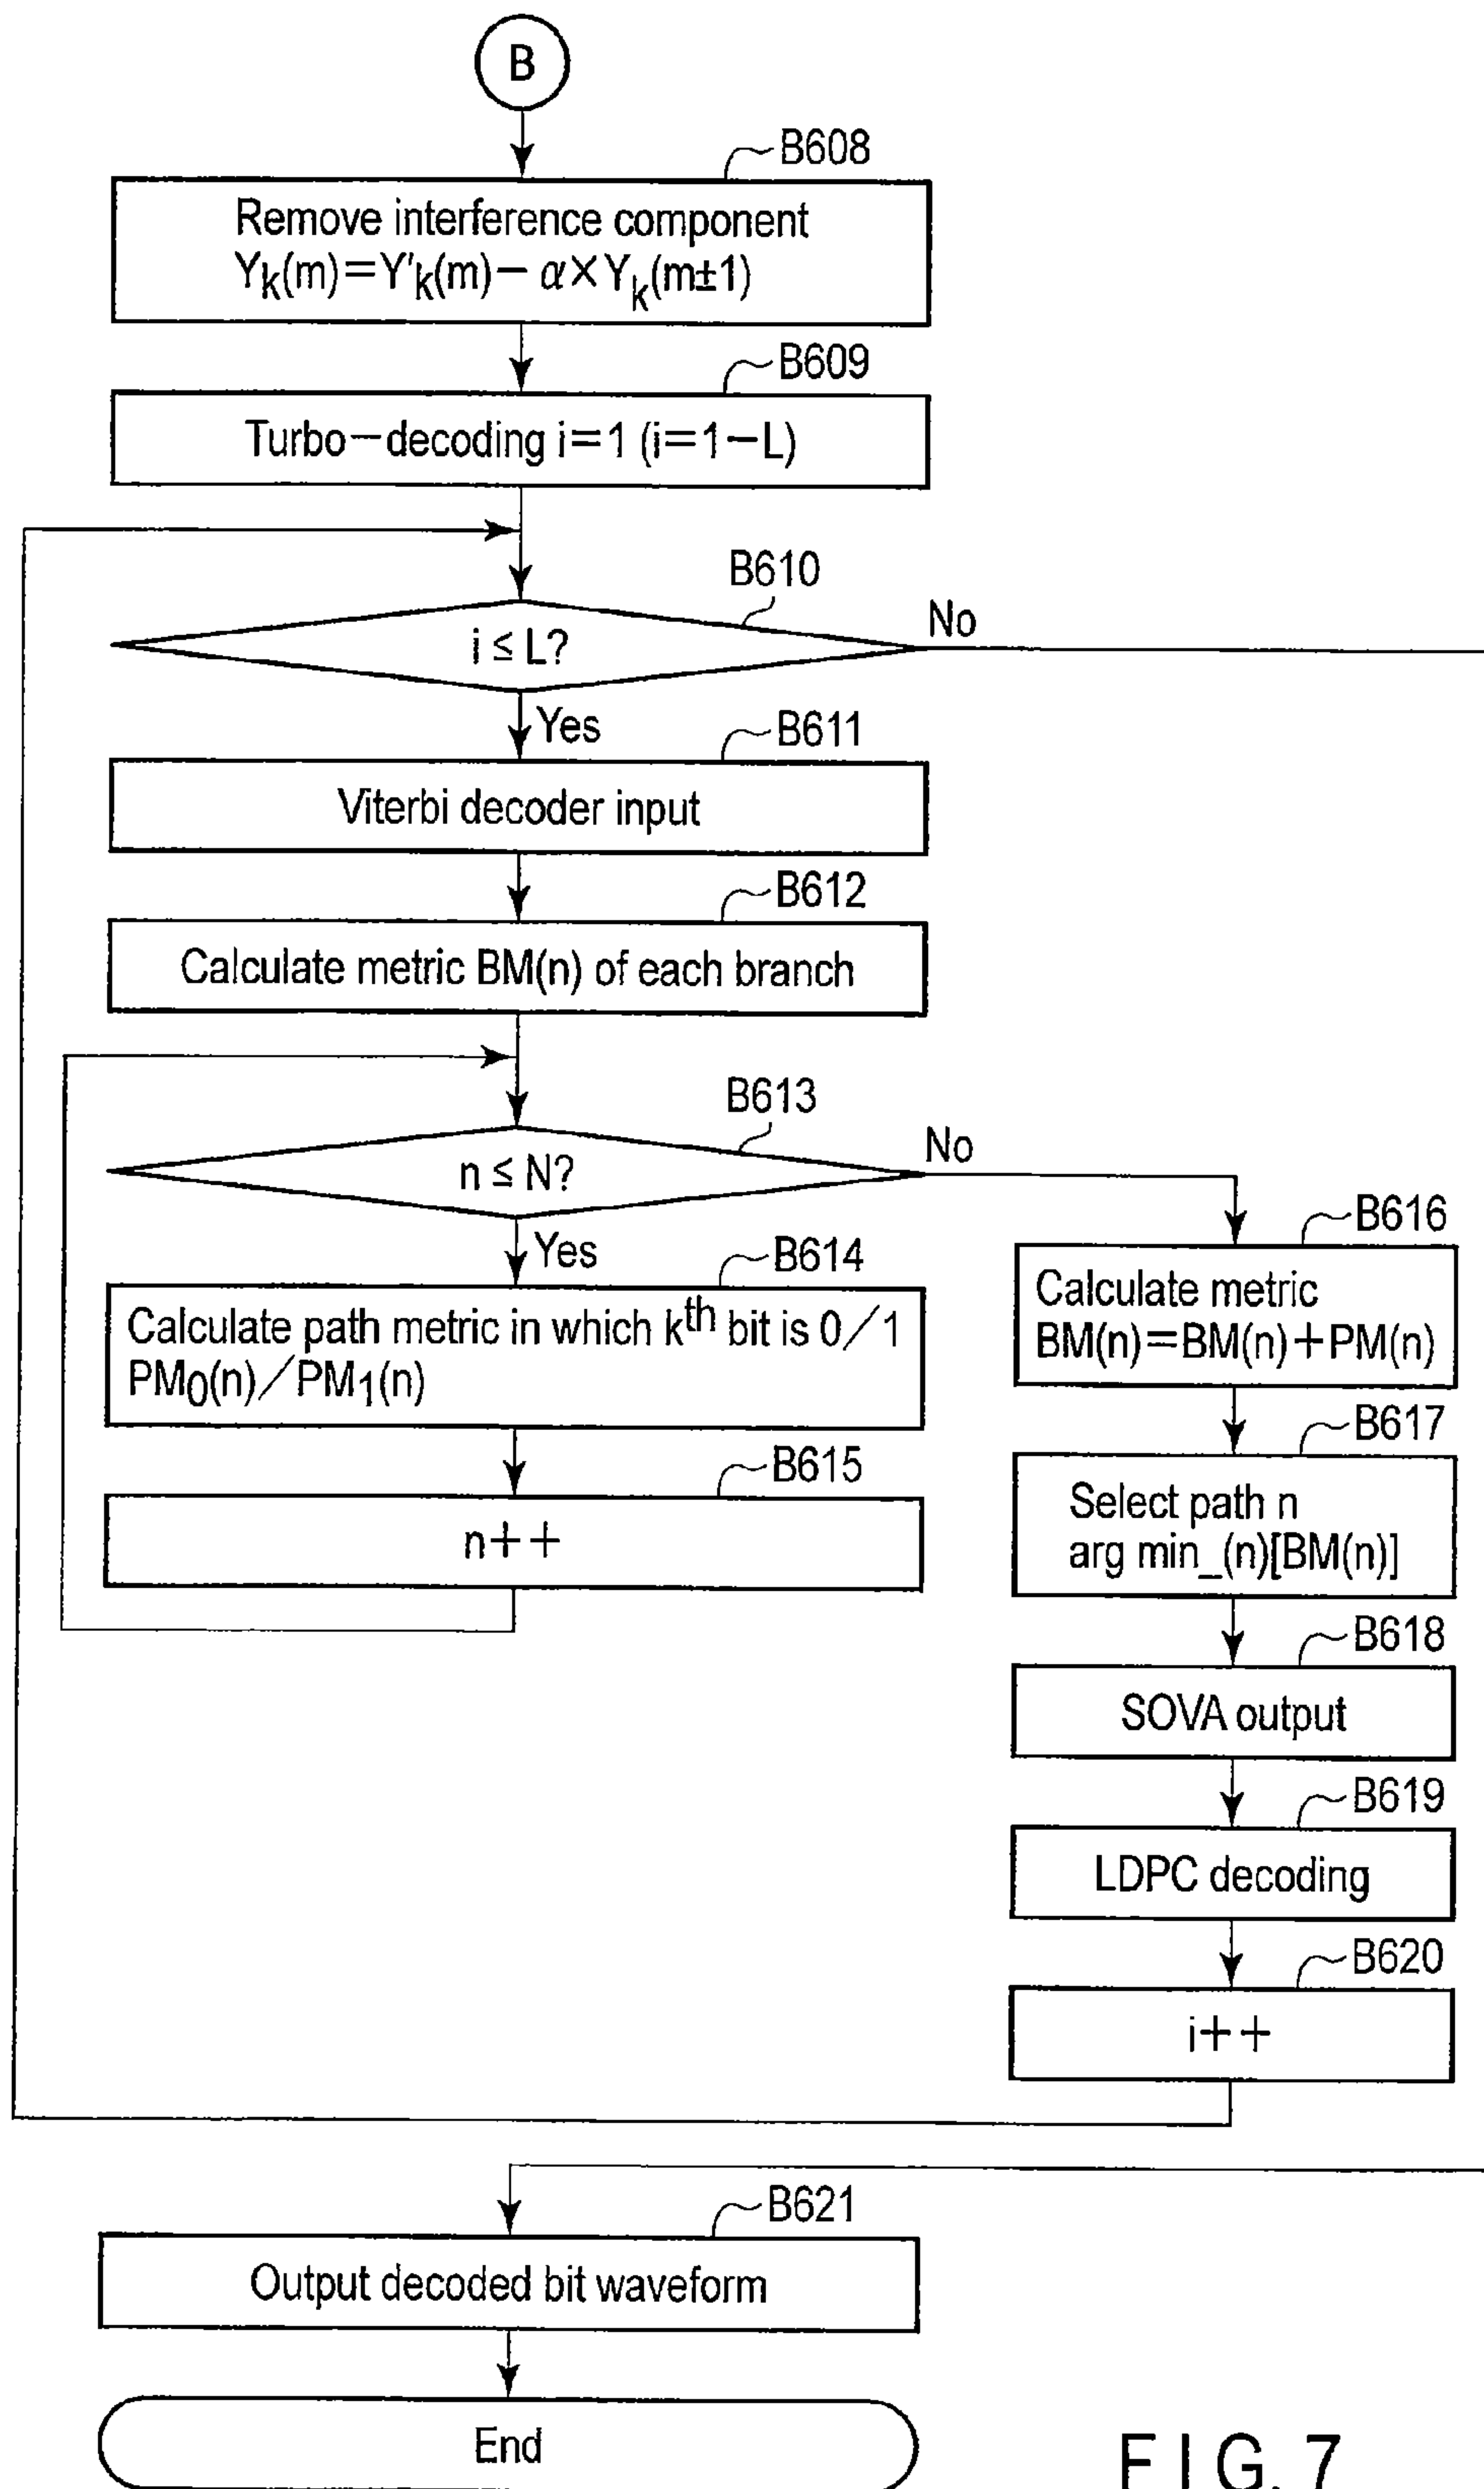 B
B608
Remove interference component
Yk(m)=Y'k(m)− α×Yk(m±1)
B609
Turbo−decoding i=1 (i=1−L)
B610
i ≤ L?
No
Yes
B611
Viterbi decoder input
B612
Calculate metric BM(n) of each branch
B613
n ≤ N?
No
Yes
B614
Calculate path metric in which kth bit is 0/1
PM0(n)/PM1(n)
B615
n++
B616
Calculate metric
BM(n)=BM(n)+PM(n)
B617
Select path n
arg min_(n)[BM(n)]
B618
SOVA output
B619
LDPC decoding
B620
i++
B621
Output decoded bit waveform
End
FIG. 7